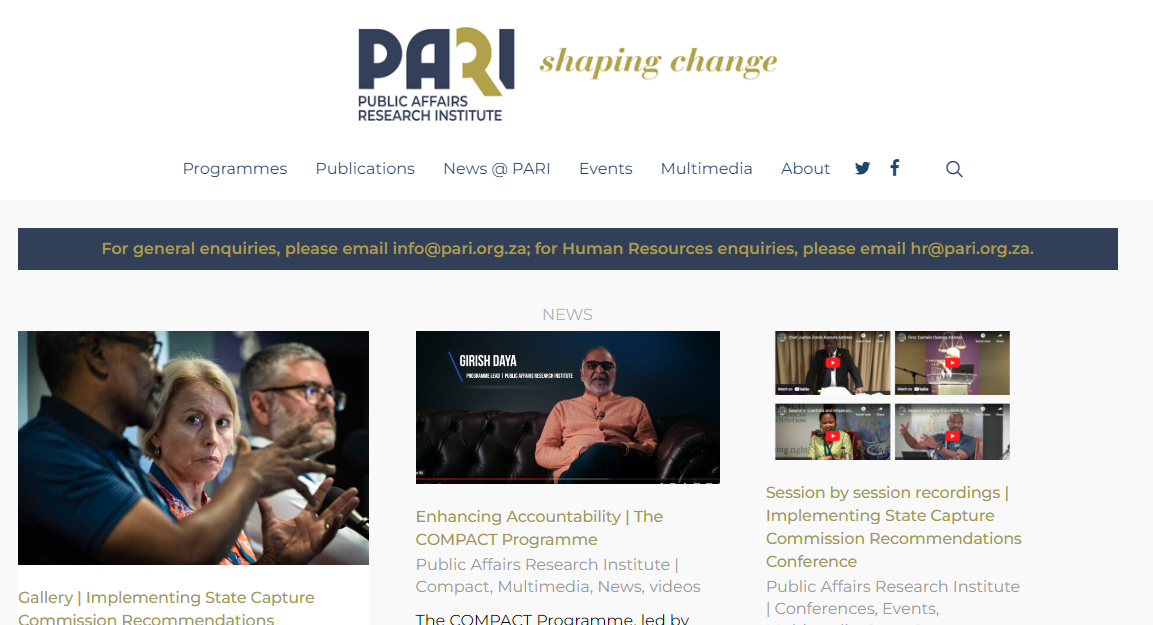 PARI
PUBLIC AFFAIRS
RESEARCH INSTITUTE
shaping change
Programmes
Publications
News @ PARI
Events
Multimedia
About
For general enquiries, please email info@pari.org.za; for Human Resources enquiries, please email hr@pari.org.za.
NEWS
Gallery | Implementing State Capture
Commission Recommendations
GIRISH DAYA
PROGRAMME LEAD | PUBLIC AFFAIRS RESEARCH INSTITUTE
Enhancing Accountability | The
COMPACT Programme
Public Affairs Research Institute |
Compact, Multimedia, News, videos
The COMPACT Programme, led by
Session by session recordings |
Implementing State Capture
Commission Recommendations
Conference
Public Affairs Research Institute
| Conferences, Events,